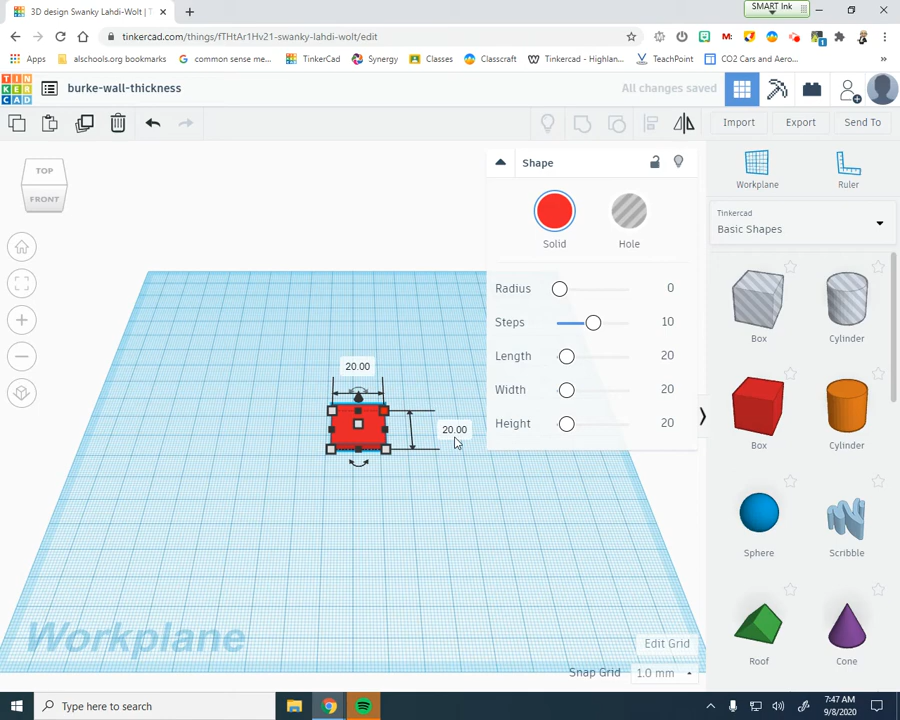 SMART Ink
3D design Swanky Lahdi-Wolt | T
tinkercad.com/things/fTHtAr1Hv21-swanky-lahdi-wolt/edit
Apps
alschools.org bookmarks
common sense me...
TinkerCad
Synergy
Classes
Classcraft
Tinkercad - Highlan...
TeachPoint
CO2 Cars and Aero...
TIN
KER
CAD
burke-wall-thickness
All changes saved
Import
Export
Send To
TOP
FRONT
Shape
Solid
Hole
Radius 0
Steps 10
Length 20
Width 20
Height 20
20.00
20.00
Workplane
Workplane
Ruler
Tinkercad
Basic Shapes
Box
Cylinder
Box
Cylinder
Sphere
Scribble
Roof
Cone
Edit Grid
Snap Grid 1.0 mm
Type here to search
7:47 AM
9/8/2020